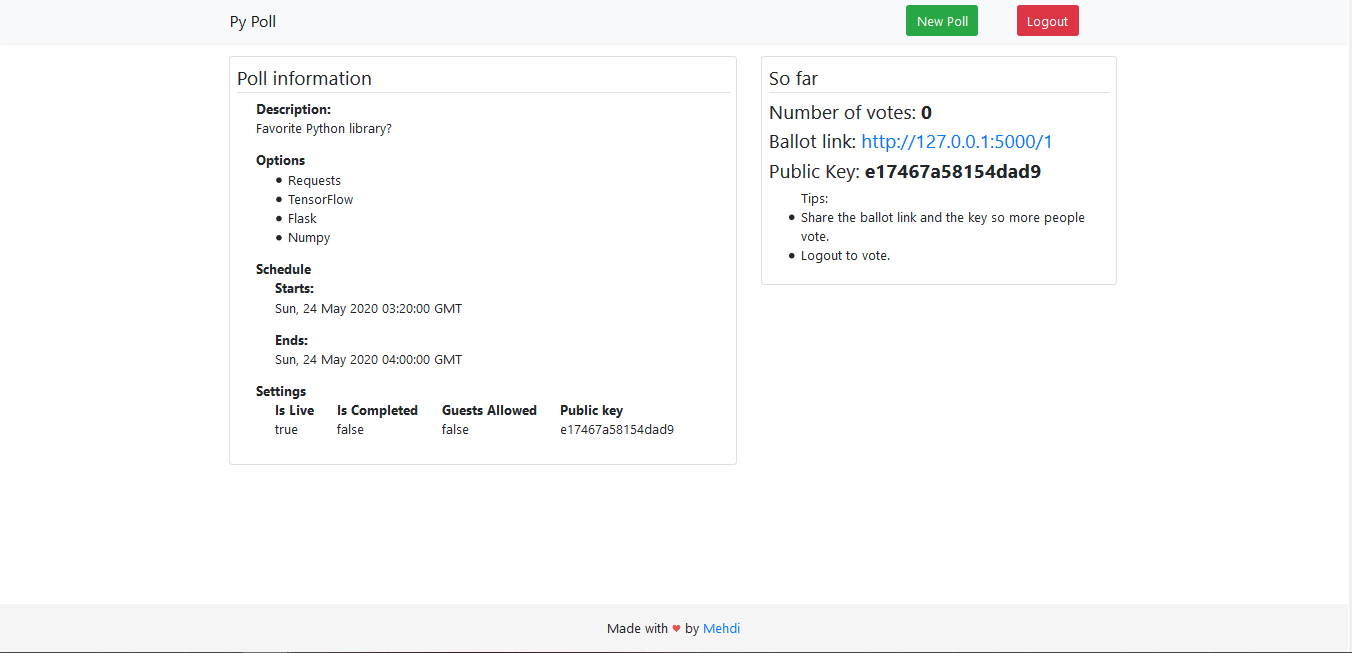 Py Poll
New Poll
Logout
Poll information
Description:
Favorite Python library?
Options
Requests
TensorFlow
Flask
Numpy
Schedule
Starts:
Sun, 24 May 2020 03:20:00 GMT
Ends:
Sun, 24 May 2020 04:00:00 GMT
Settings
Is Live Is Completed Guests Allowed Public key
true false false e17467a58154dad9
So far
Number of votes: 0
Ballot link: http://127.0.0.1:5000/1
Public Key: e17467a58154dad9
Tips:
Share the ballot link and the key so more people
vote.
Logout to vote.
Made with ❤ by Mehdi